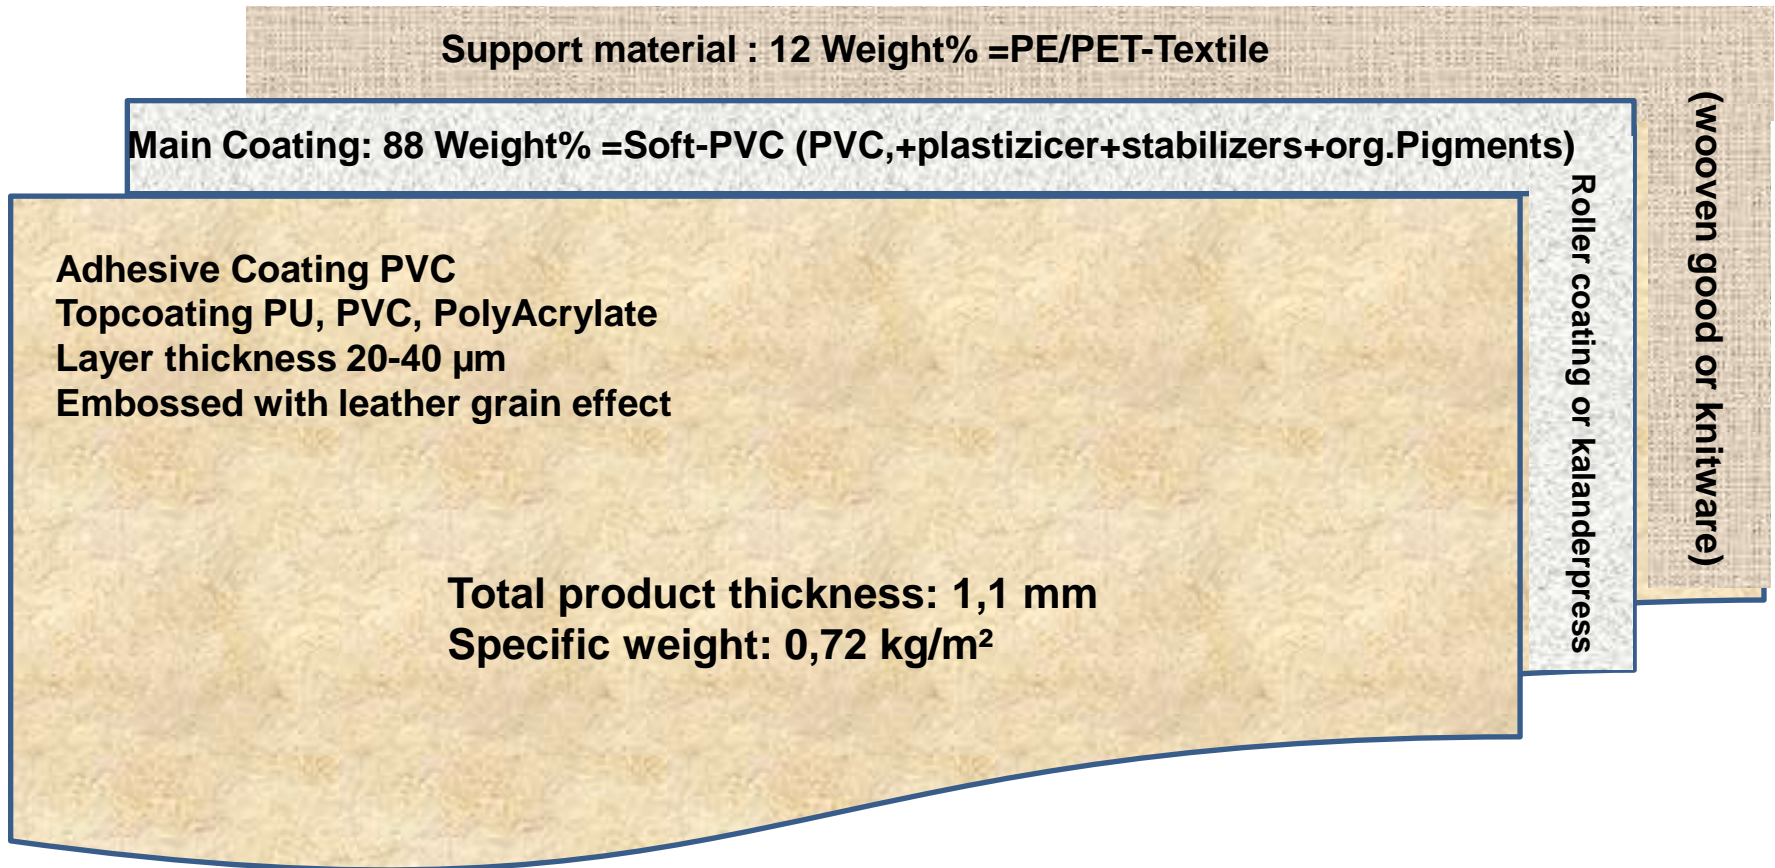 Support material : 12 Weight% =PE/PET-Textile
(wooven good or knitware)
Main Coating: 88 Weight% =Soft-PVC (PVC,+plastizicer+stabilizers+org.Pigments)
Roller coating or kalanderpress
Adhesive Coating PVC
Topcoating PU, PVC, PolyAcrylate
Layer thickness 20-40 µm
Embossed with leather grain effect
Total product thickness: 1,1 mm
Specific weight: 0,72 kg/m²